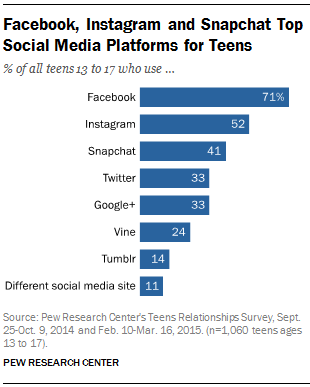 Facebook, Instagram and Snapchat Top
Social Media Platforms for Teens
% of all teens 13 to 17 who use ...
Facebook 71%
Instagram 52
Snapchat 41
Twitter 33
Google+ 33
Vine 24
Tumblr 14
Different social media site 11
Source: Pew Research Center's Teens Relationships Survey, Sept.
25-Oct. 9, 2014 and Feb. 10-Mar. 16, 2015. (n=1,060 teens ages
13 to 17).
PEW RESEARCH CENTER